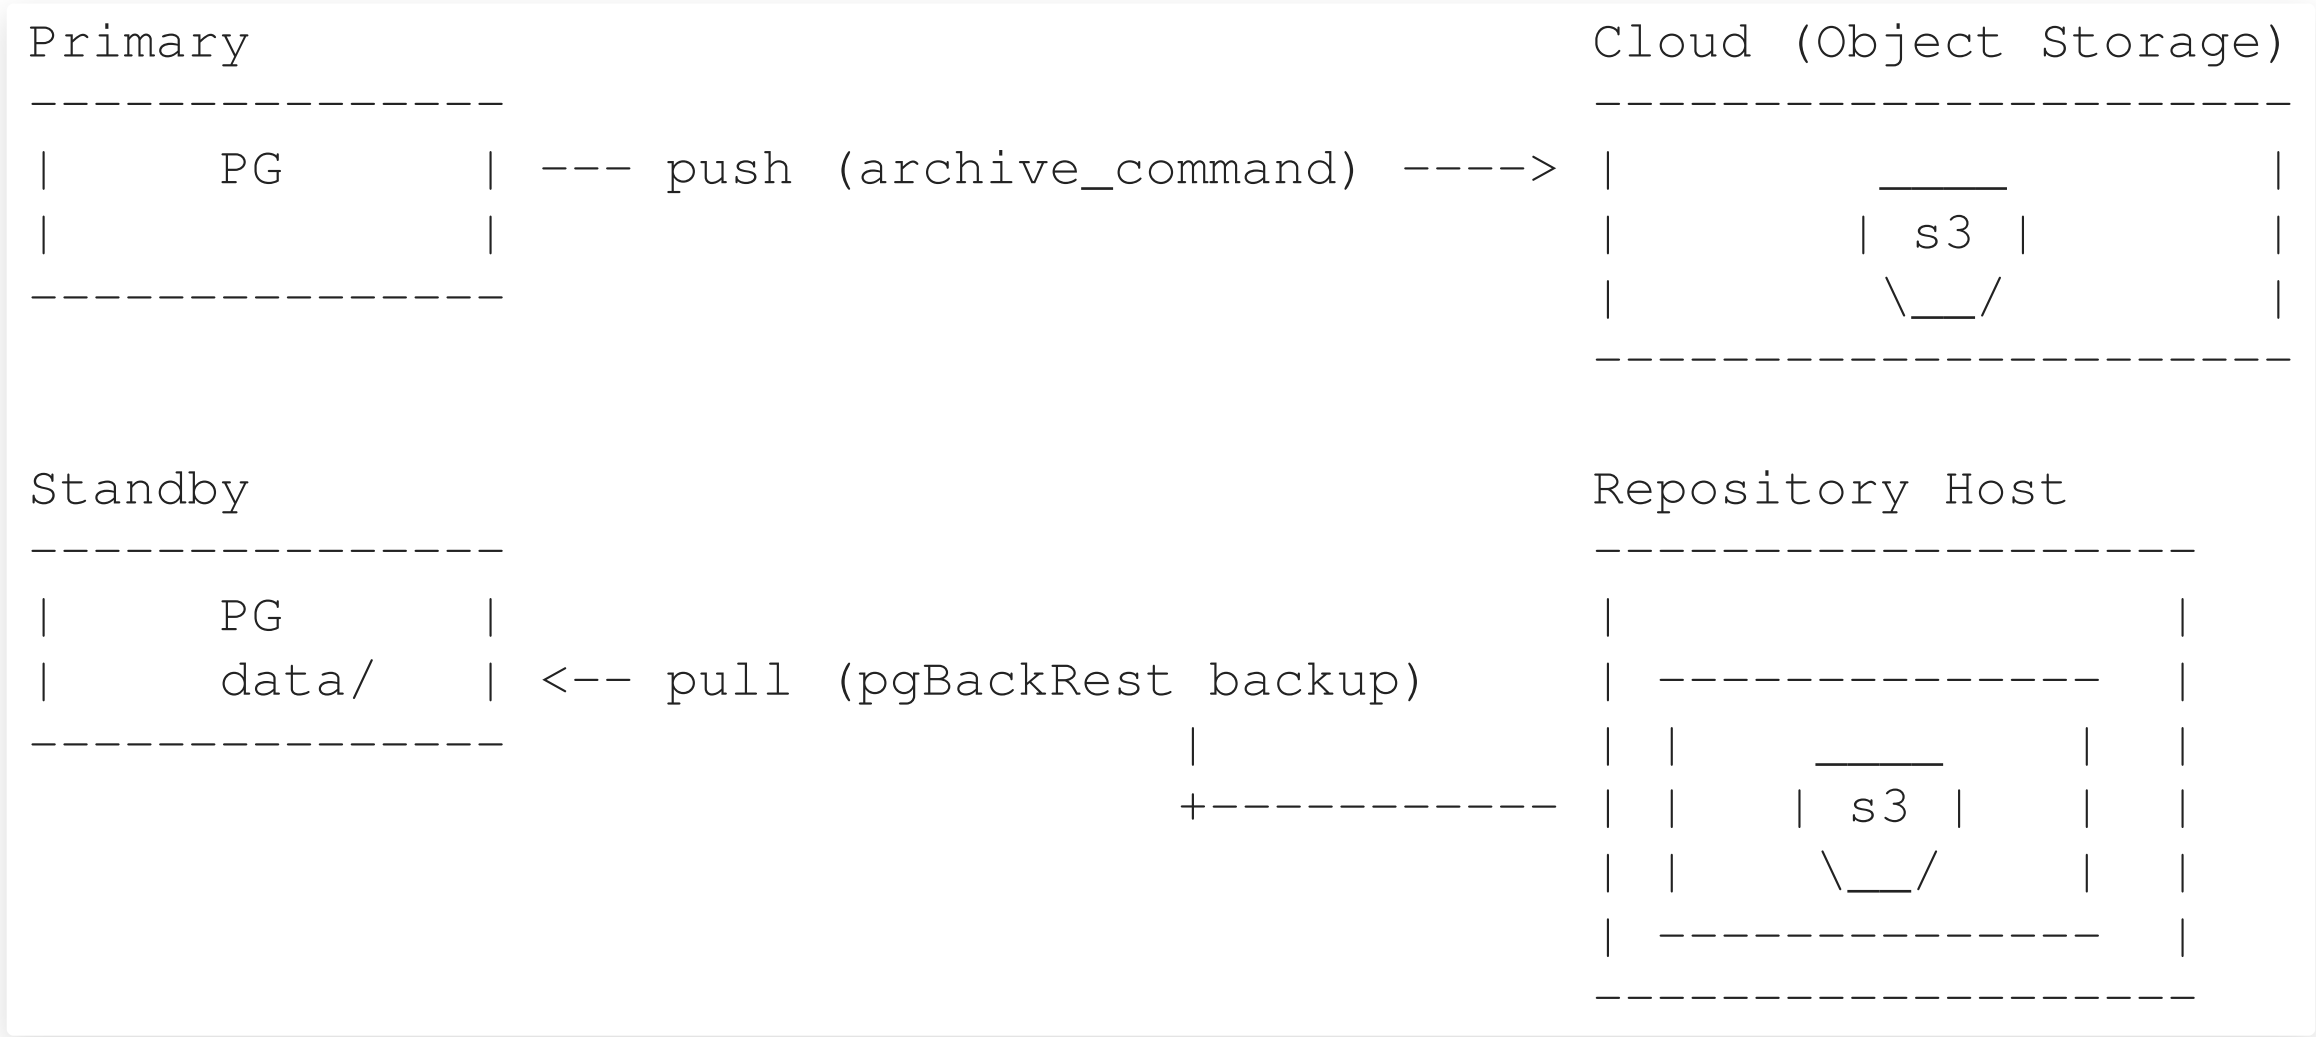 Primary                                          Cloud (Object Storage)
---------------                                  ----------------------
|     PG      | --- push (archive_command) ----> |        ____        |
|             |                                  |       | s3 |       |
---------------                                  |        \__/        |
                                                 ----------------------
Standby                                          Repository Host
---------------                                  -------------------
|     PG      |                                  |                 |
|     data/   | <-- pull (pgBackRest backup)     | --------------  |
---------------                     |            | |    ____    |  |
                                    +----------- | |   | s3 |   |  |
                                                 | |    \__/    |  |
                                                 | --------------  |
                                                 -------------------